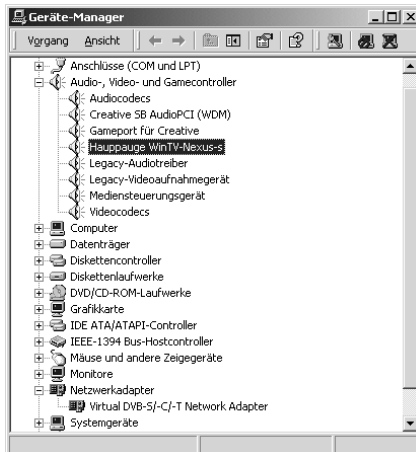 Geräte-Manager
Vorgang Ansicht
Anschlüsse (COM und LPT)
Audio-, Video- und Gamecontroller
Audiocodecs
Creative SB AudioPCI (WDM)
Gameport für Creative
Hauppauge WinTV-Nexus-s
Legacy-Audiotreiber
Legacy-Videoaufnahmegerät
Mediensteuerungsgerät
Videocodecs
Computer
Datenträger
Diskettencontroller
Diskettenlaufwerke
DVD/CD-ROM-Laufwerke
Grafikkarte
IDE ATA/ATAPI-Controller
IEEE-1394 Bus-Hostcontroller
Mäuse und andere Zeigegeräte
Monitore
Netzwerkadapter
Virtual DVB-S/-C/-T Network Adapter
Systemgeräte